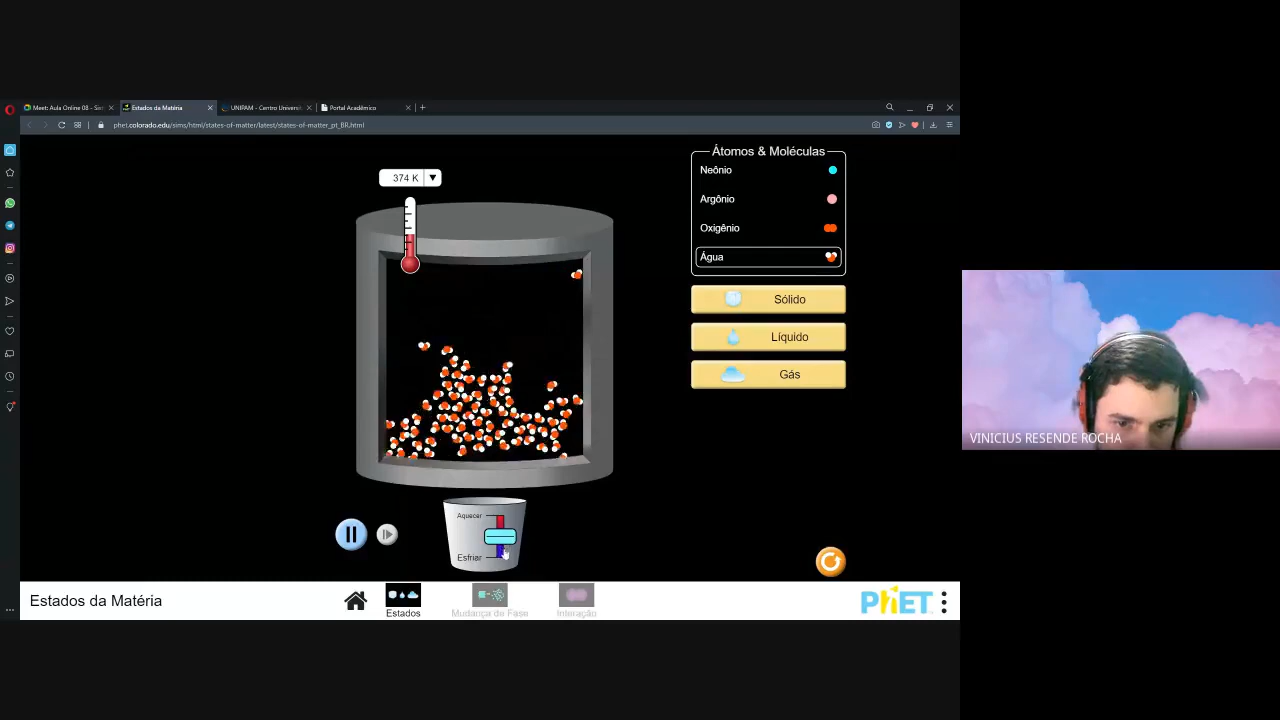 Meet: Aula Online 08 - Sis
Estados da Matéria
UNIPAM - Centro Universi
Portal Acadêmico
phet.colorado.edu/sims/html/states-of-matter/latest/states-of-matter_pt_BR.html
374 K
Átomos & Moléculas
Neônio
Argônio
Oxigênio
Água
Sólido
Líquido
Gás
VINICIUS RESENDE ROCHA
Aquecer
Esfriar
Estados da Matéria
Estados
Mudança de Fase
Interação
PhET